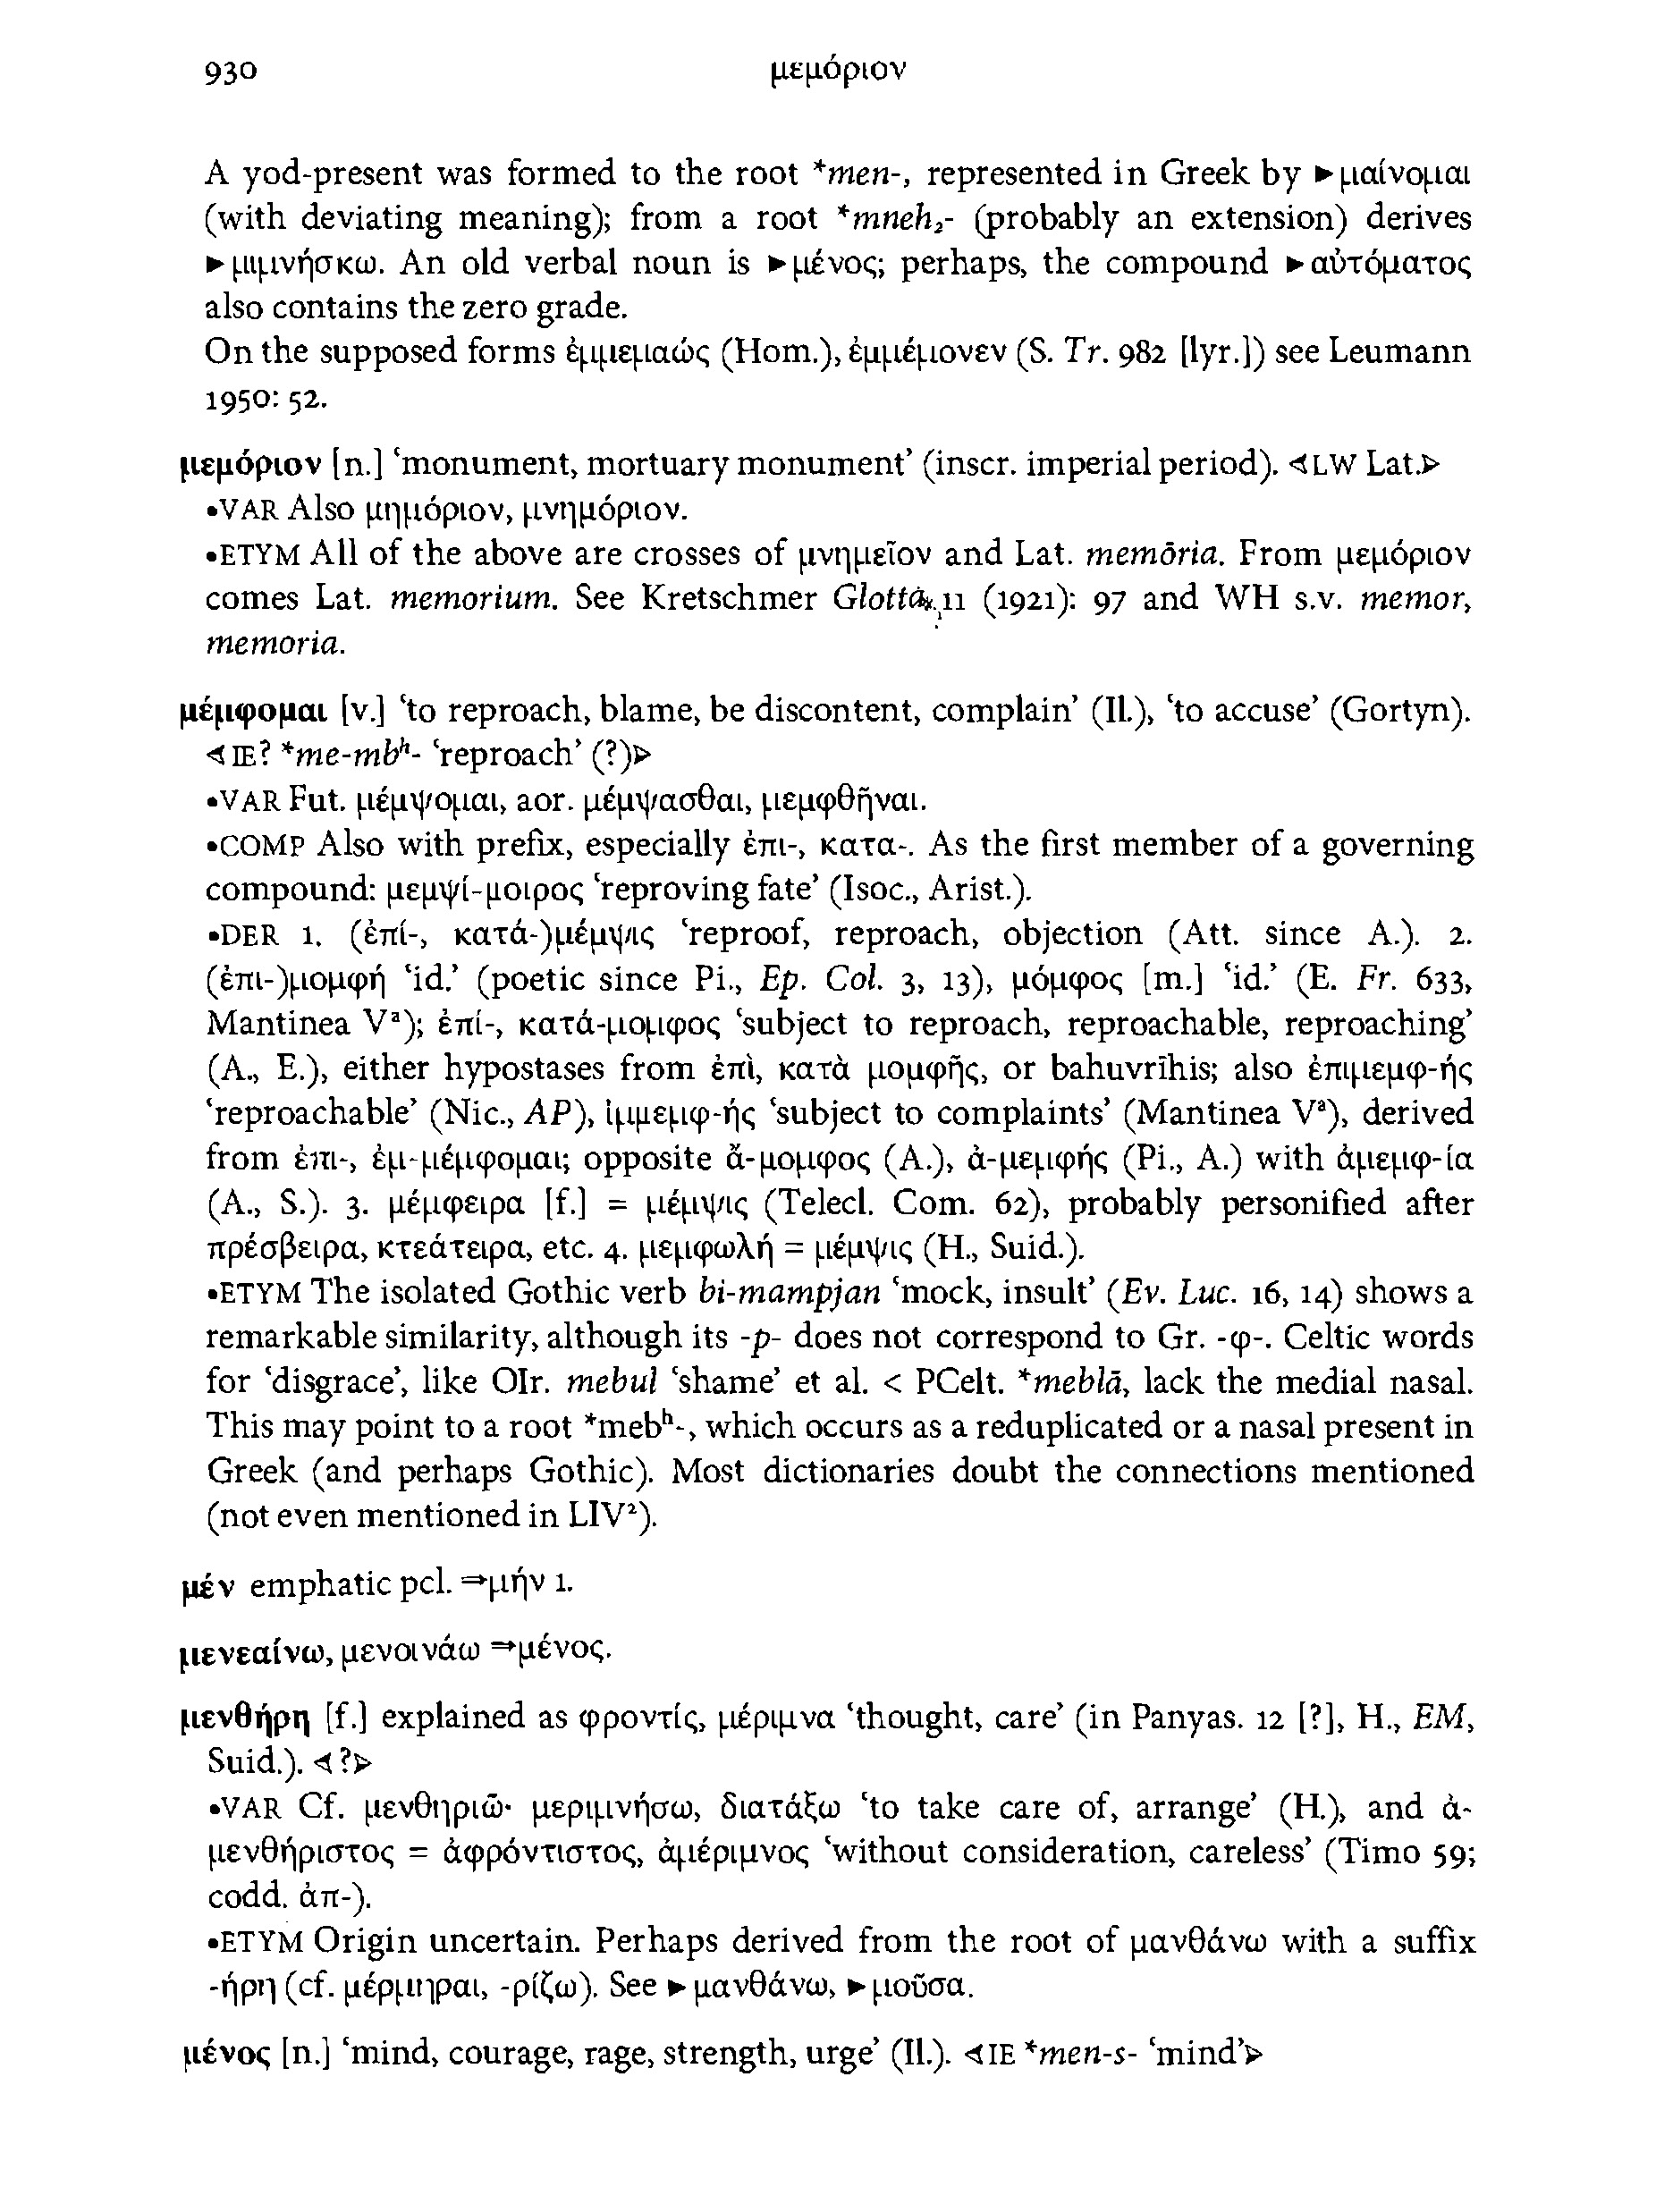 930 μεμόριον
A yod-present was formed to the root *men-, represented in Greek by ►μαίνομαι
(with deviating meaning); from a root *mneh₂- (probably an extension) derives
►μιμνήσκω. An old verbal noun is ►μένος; perhaps, the compound ►αὐτόματος
also contains the zero grade.
On the supposed forms ἐμμεμαώς (Hom.), ἐμμέμονεν (S. Tr. 982 [lyr.]) see Leumann
1950: 52.
μεμόριον [n.] ‘monument, mortuary monument’ (inscr. imperial period). ⊲LW Lat.⊳
•VAR Also μημόριον, μνημόριον.
•ETYM All of the above are crosses of μνημεῖον and Lat. memōria. From μεμόριον
comes Lat. memorium. See Kretschmer Glotta 11 (1921): 97 and WH s.v. memor,
memoria.
μέμφομαι [v.] ‘to reproach, blame, be discontent, complain’ (Il.), ‘to accuse’ (Gortyn).
⊲IE? *me-mbʰ- ‘reproach’ (?)⊳
•VAR Fut. μέμψομαι, aor. μέμψασθαι, μεμφθῆναι.
•COMP Also with prefix, especially ἐπι-, κατα-. As the first member of a governing
compound: μεμψί-μοιρος ‘reproving fate’ (Isoc., Arist.).
•DER 1. (ἐπί-, κατά-)μέμψις ‘reproof, reproach, objection (Att. since A.). 2.
(ἐπι-)μομφή ‘id.’ (poetic since Pi., Ep. Col. 3, 13), μόμφος [m.] ‘id.’ (E. Fr. 633,
Mantinea Vᵃ); ἐπί-, κατά-μομφος ‘subject to reproach, reproachable, reproaching’
(A., E.), either hypostases from ἐπὶ, κατὰ μομφῆς, or bahuvrīhis; also ἐπιμεμφ-ής
‘reproachable’ (Nic., AP), ἰμμεμφ-ής ‘subject to complaints’ (Mantinea Vᵃ), derived
from ἐπι-, ἐμ-μέμφομαι; opposite ἄ-μομφος (A.), ἀ-μεμφής (Pi., A.) with ἀμεμφ-ία
(A., S.). 3. μέμφειρα [f.] = μέμψις (Telecl. Com. 62), probably personified after
πρέσβειρα, κτεάτειρα, etc. 4. μεμφωλή = μέμψις (H., Suid.).
•ETYM The isolated Gothic verb bi-mampjan ‘mock, insult’ (Ev. Luc. 16, 14) shows a
remarkable similarity, although its -p- does not correspond to Gr. -φ-. Celtic words
for ‘disgrace’, like OIr. mebul ‘shame’ et al. < PCelt. *meblā, lack the medial nasal.
This may point to a root *mebʰ-, which occurs as a reduplicated or a nasal present in
Greek (and perhaps Gothic). Most dictionaries doubt the connections mentioned
(not even mentioned in LIV²).
μέν emphatic pcl. ⇒μήν 1.
μενεαίνω, μενοινάω ⇒μένος.
μενθήρη [f.] explained as φροντίς, μέριμνα ‘thought, care’ (in Panyas. 12 [?], H., EM,
Suid.). ⊲?⊳
•VAR Cf. μενθηριῶ· μεριμνήσω, διατάξω ‘to take care of, arrange’ (H.), and ἀ-
μενθήριστος = ἀφρόντιστος, ἀμέριμνος ‘without consideration, careless’ (Timo 59;
codd. ἀπ-).
•ETYM Origin uncertain. Perhaps derived from the root of μανθάνω with a suffix
-ήρη (cf. μέρμηραι, -ρίζω). See ►μανθάνω, ►μοῦσα.
μένος [n.] ‘mind, courage, rage, strength, urge’ (Il.). ⊲IE *men-s- ‘mind’⊳